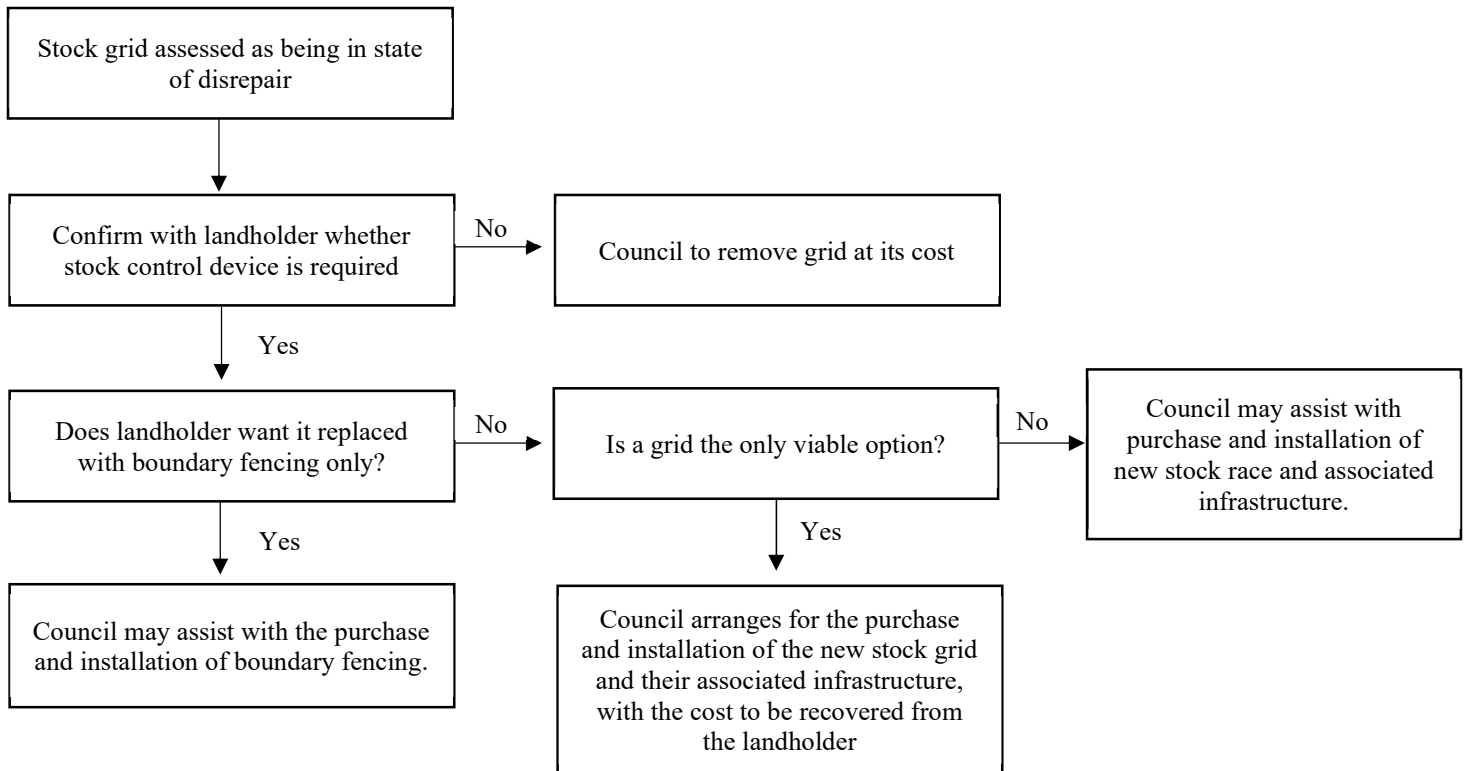 Stock grid assessed as being in state
of disrepair
Confirm with landholder whether
stock control device is required
No
Council to remove grid at its cost
Yes
Does landholder want it replaced
with boundary fencing only?
No
Is a grid the only viable option?
No
Council may assist with
purchase and installation of
new stock race and associated
infrastructure.
Yes
Council may assist with the purchase
and installation of boundary fencing.
Yes
Council arranges for the purchase
and installation of the new stock grid
and their associated infrastructure,
with the cost to be recovered from
the landholder